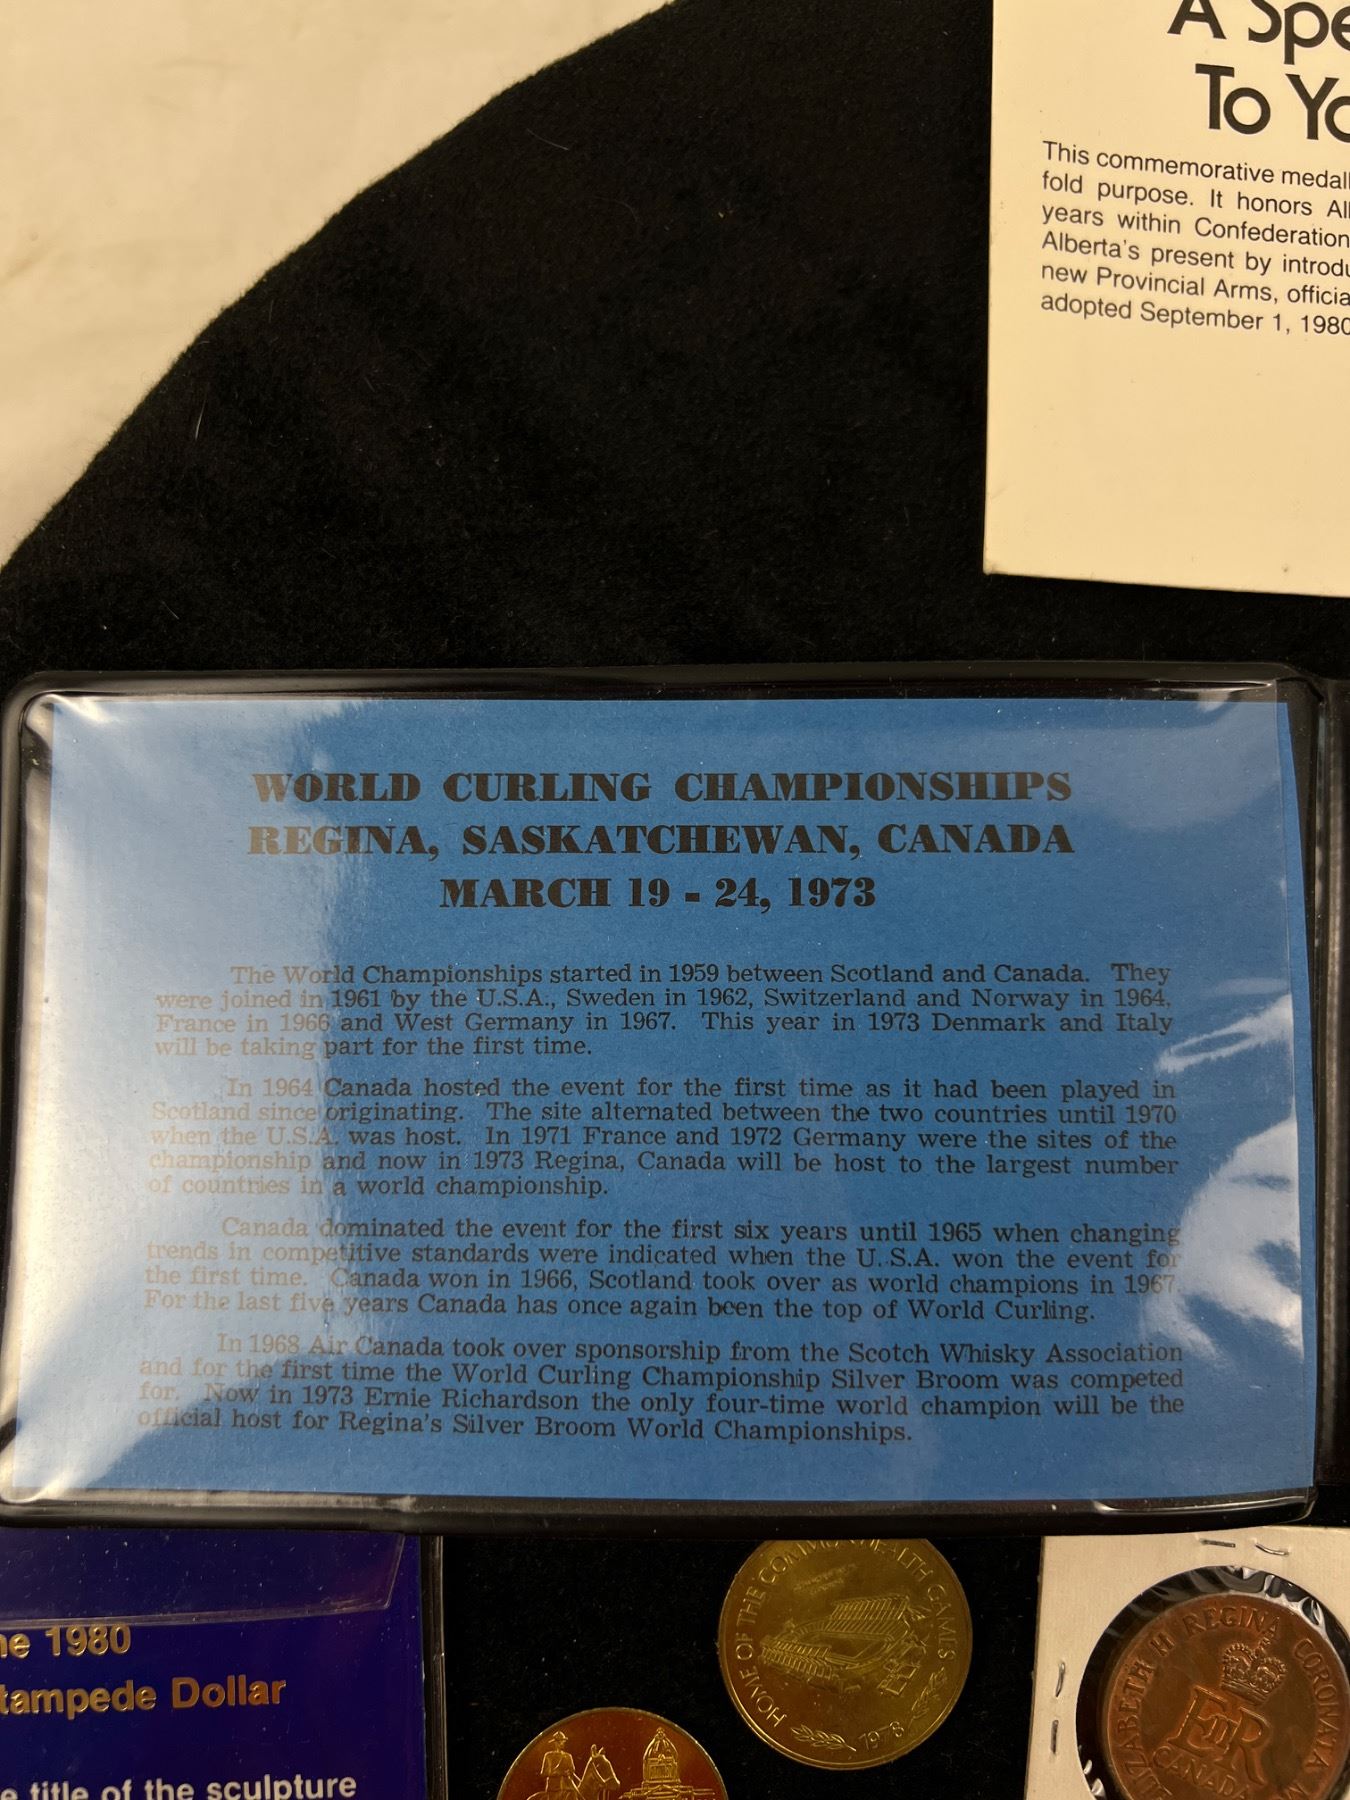 To
This commemorative
fold purpose. It honors
years within Confederation
Alberta's present by
new Provincial Arms,
adopted September 1, 1980
WORLD CURLING CHAMPIONSHIPS
REGINA, SASKATCHEWAN, CANADA
MARCH 19 - 24, 1973
The World Championships started in 1959 between Scotland and Canada. They
were joined in 1961 by the U.S.A., Sweden in 1962, Switzerland and Norway in 1964,
France in 1966 and West Germany in 1967. This year in 1973 Denmark and Italy
will be taking part for the first time.
In 1964 Canada hosted the event for the first time as it had been played in
Scotland since originating. The site alternated between the two countries until 1970
when the U.S.A. was host. In 1971 France and 1972 Germany were the sites of the
championship and now in 1973 Regina, Canada will be host to the largest number
of countries in a world championship.
Canada dominated the event for the first six years until 1965 when changing
trends in competitive standards were indicated when the U.S.A. won the event for
the first time. Canada won in 1966, Scotland took over as world champions in 1967.
For the last five years Canada has once again been the top of World Curling.
In 1968 Air Canada took over sponsorship from the Scotch Whisky Association
and for the first time the World Curling Championship Silver Broom was competed
for. Now in 1973 Ernie Richardson the only four-time world champion will be the
official host for Regina's Silver Broom World Championships.
1980
Dollar
title of the sculpture
HOME OF THE COMMONWEALTH GAMES
1978
II REGINA
EIIR
CANADA